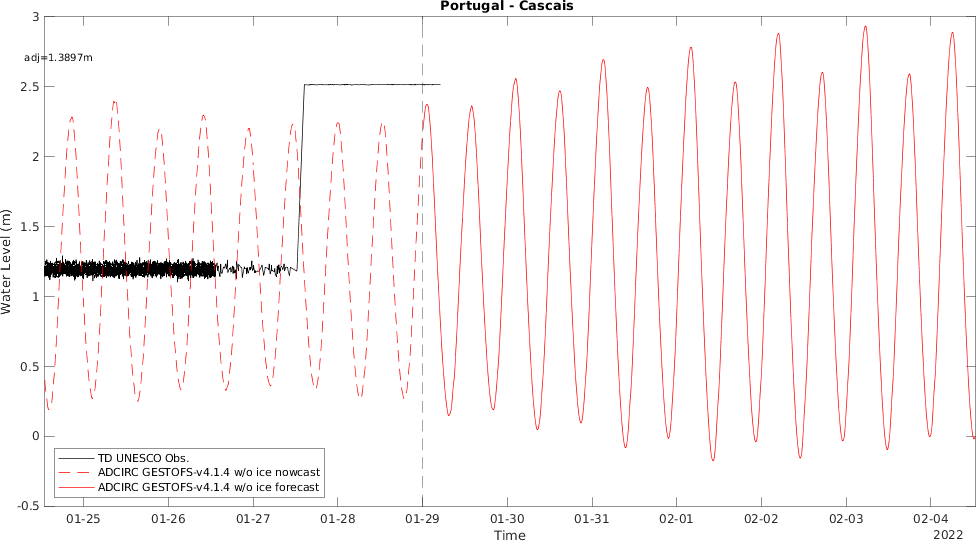 Portugal - Cascais
adj=1.3897m
3
2.5
2
1.5
1
0.5
0
-0.5
Water Level (m)
TD UNESCO Obs.
ADCIRC GESTOFS-v4.1.4 w/o ice nowcast
ADCIRC GESTOFS-v4.1.4 w/o ice forecast
01-25 01-26 01-27 01-28 01-29 01-30 01-31 02-01 02-02 02-03 02-04
Time
2022